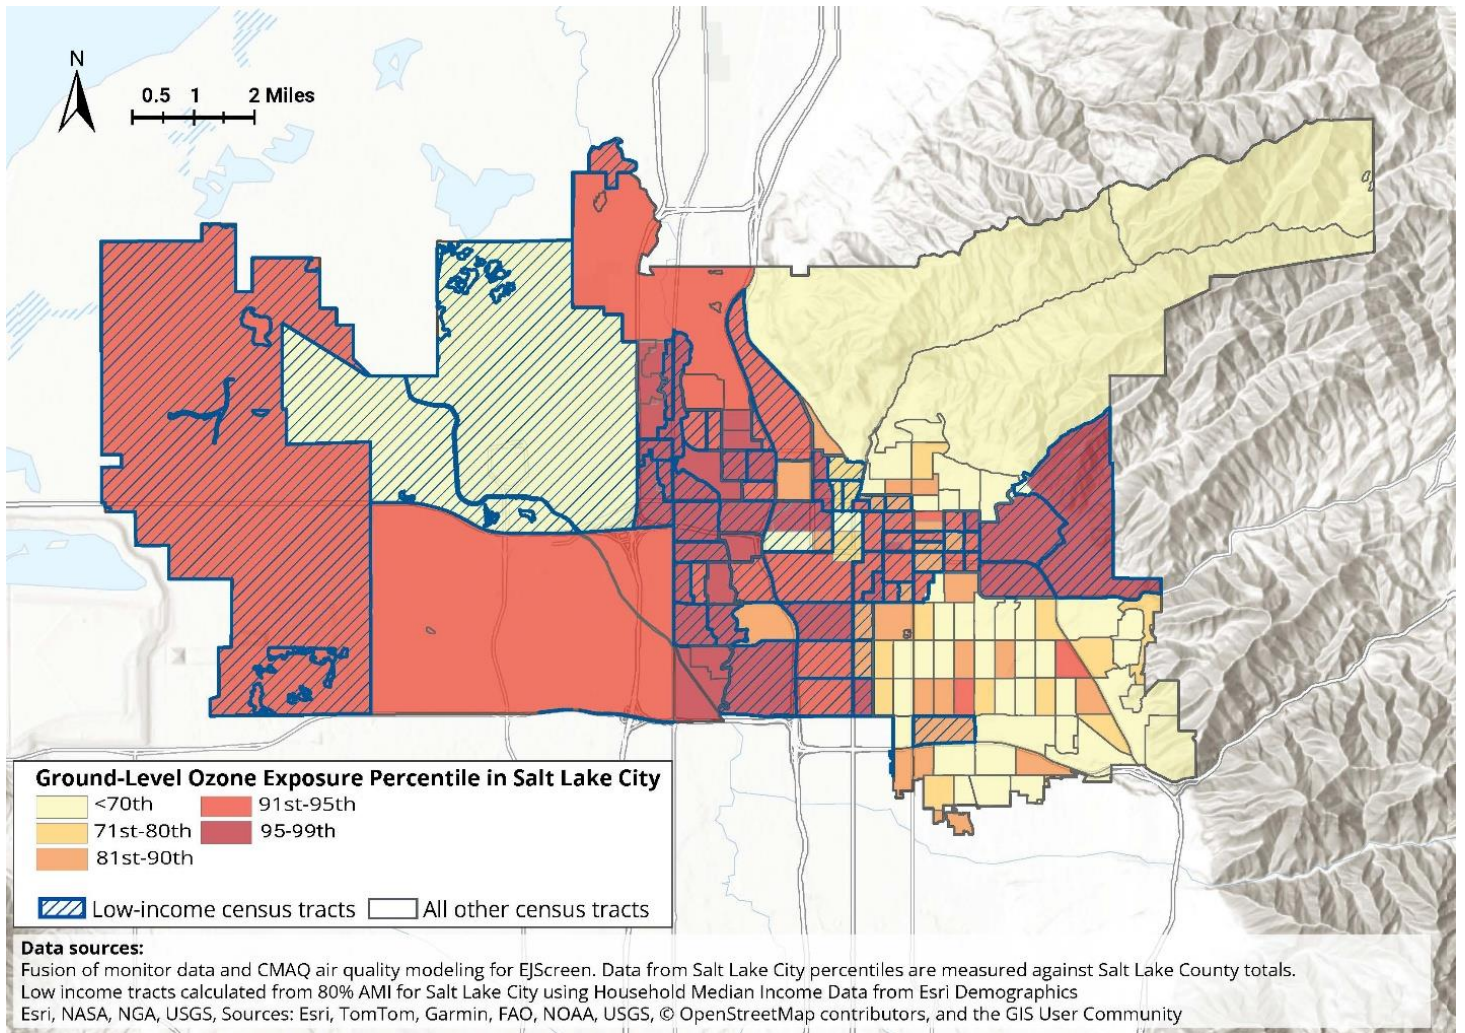 N
0.5 1 2 Miles
Ground-Level Ozone Exposure Percentile in Salt Lake City
<70th 91st-95th
71st-80th 95-99th
81st-90th
Low-income census tracts All other census tracts
Data sources:
Fusion of monitor data and CMAQ air quality modeling for EJScreen. Data from Salt Lake City percentiles are measured against Salt Lake County totals.
Low income tracts calculated from 80% AMI for Salt Lake City using Household Median Income Data from Esri Demographics
Esri, NASA, NGA, USGS, Sources: Esri, TomTom, Garmin, FAO, NOAA, USGS, © OpenStreetMap contributors, and the GIS User Community